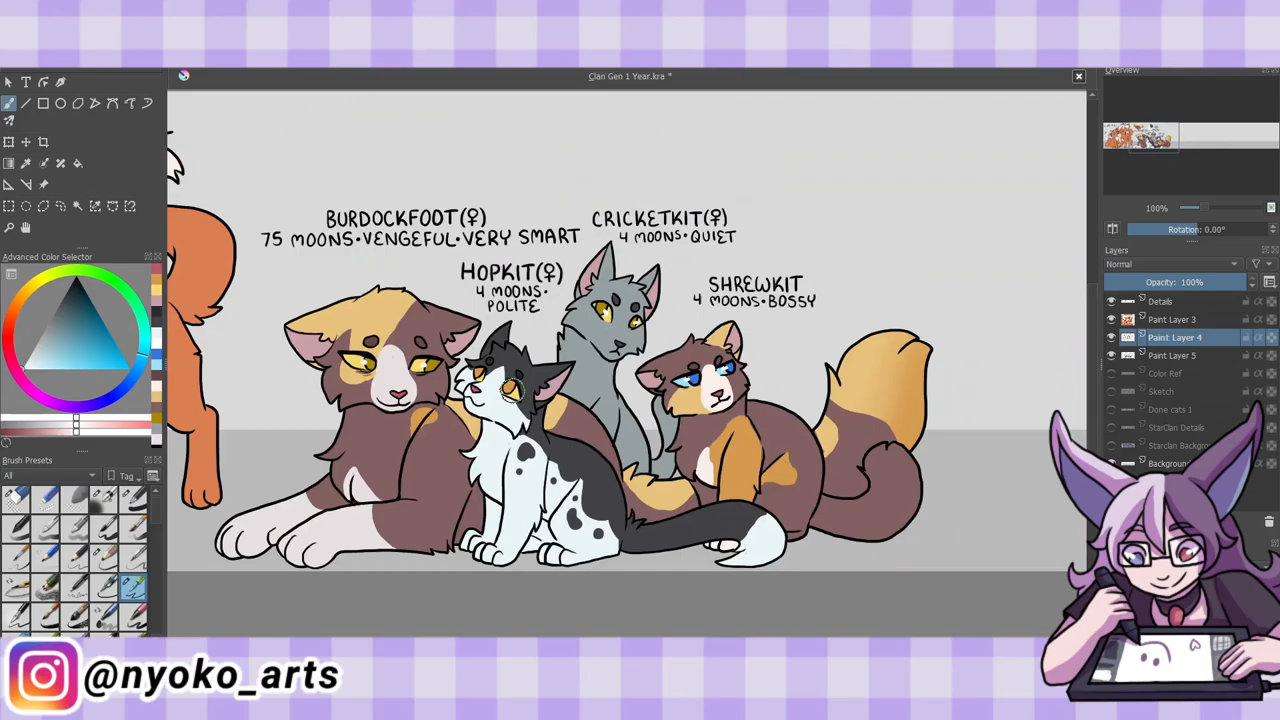 Clan Gen 1 Year.kra *
Overview
100%
Rotation: 0.00°
Layers
Normal
Opacity: 100%
Details
Paint Layer 3
Paint Layer 4
Paint Layer 5
Color Ref
Sketch
Done cats 1
StarClan Details
Starclan Background
Advanced Color Selector
Brush Presets
All
Tag
BURDOCKFOOT(♀)
75 MOONS·VENGEFUL·VERY SMART
HOPKIT(♀)
4 MOONS·
POLITE
CRICKETKIT(♀)
4 MOONS·QUIET
SHREWKIT
4 MOONS·BOSSY
@nyoko_arts